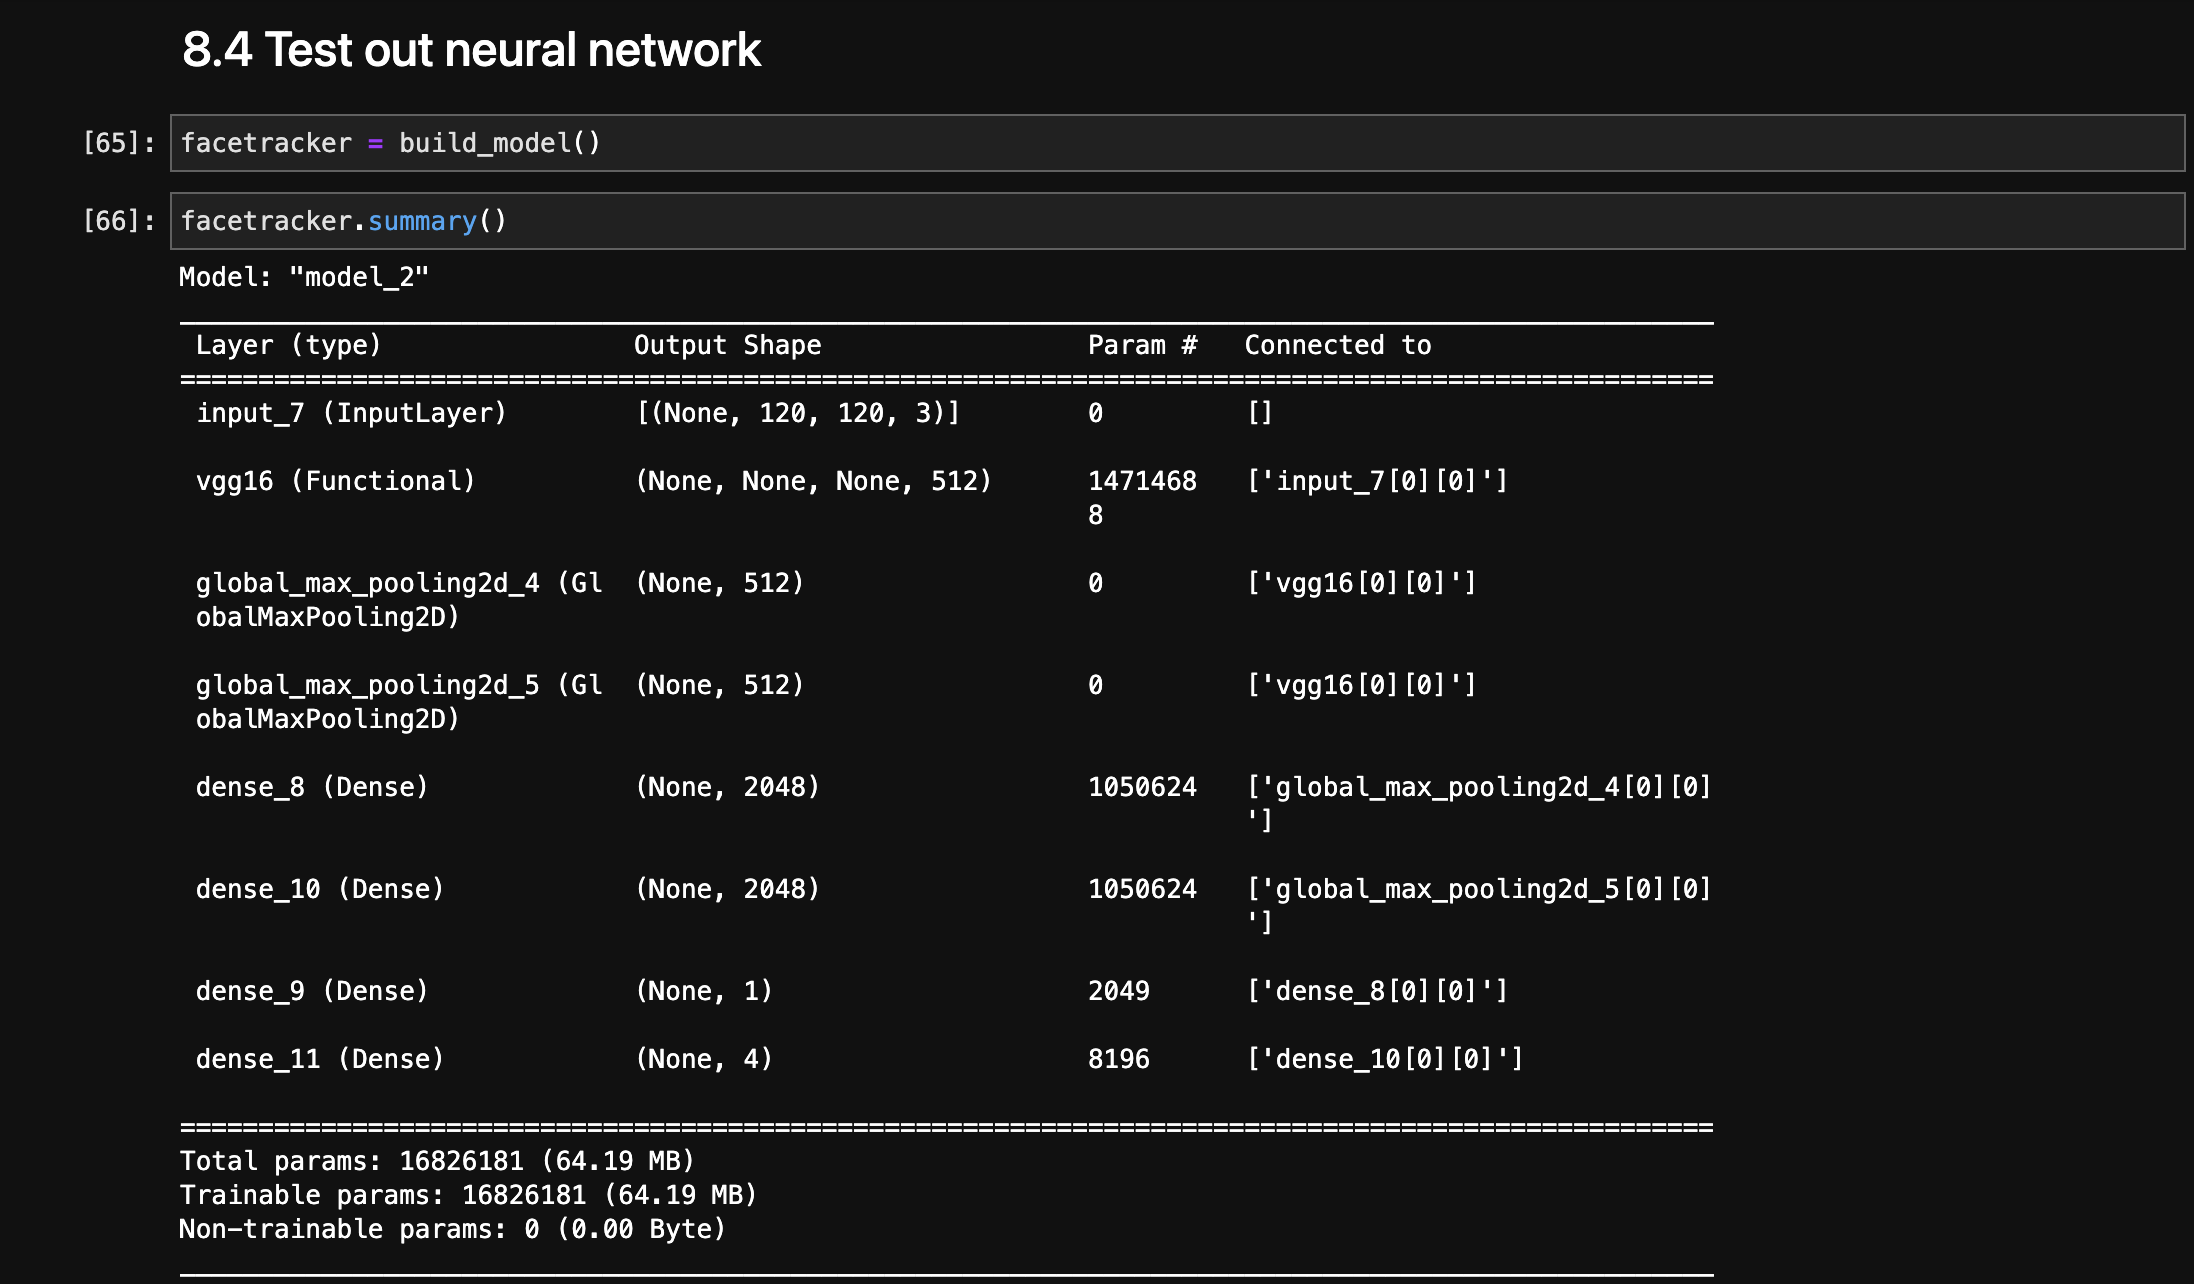 8.4 Test out neural network
[65]: facetracker = build_model()
[66]: facetracker.summary()
Model: "model_2"
Layer (type) Output Shape Param # Connected to
==================================================================================================
input_7 (InputLayer) [(None, 120, 120, 3)] 0 []
vgg16 (Functional) (None, None, None, 512) 1471468 ['input_7[0][0]']
8
global_max_pooling2d_4 (Gl (None, 512) 0 ['vgg16[0][0]']
obalMaxPooling2D)
global_max_pooling2d_5 (Gl (None, 512) 0 ['vgg16[0][0]']
obalMaxPooling2D)
dense_8 (Dense) (None, 2048) 1050624 ['global_max_pooling2d_4[0][0]
']
dense_10 (Dense) (None, 2048) 1050624 ['global_max_pooling2d_5[0][0]
']
dense_9 (Dense) (None, 1) 2049 ['dense_8[0][0]']
dense_11 (Dense) (None, 4) 8196 ['dense_10[0][0]']
==================================================================================================
Total params: 16826181 (64.19 MB)
Trainable params: 16826181 (64.19 MB)
Non-trainable params: 0 (0.00 Byte)